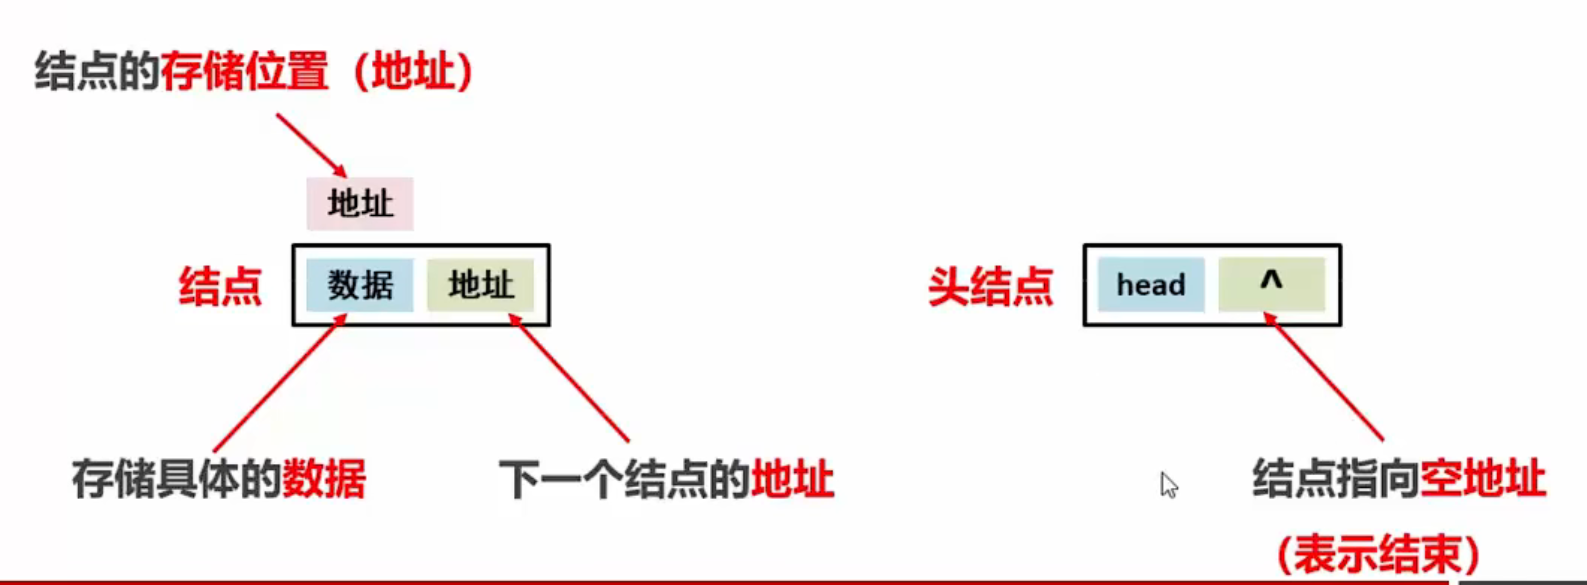 结点的存储位置（地址）
地址
结点
数据
地址
头结点
head
^
存储具体的数据
下一个结点的地址
结点指向空地址
（表示结束）